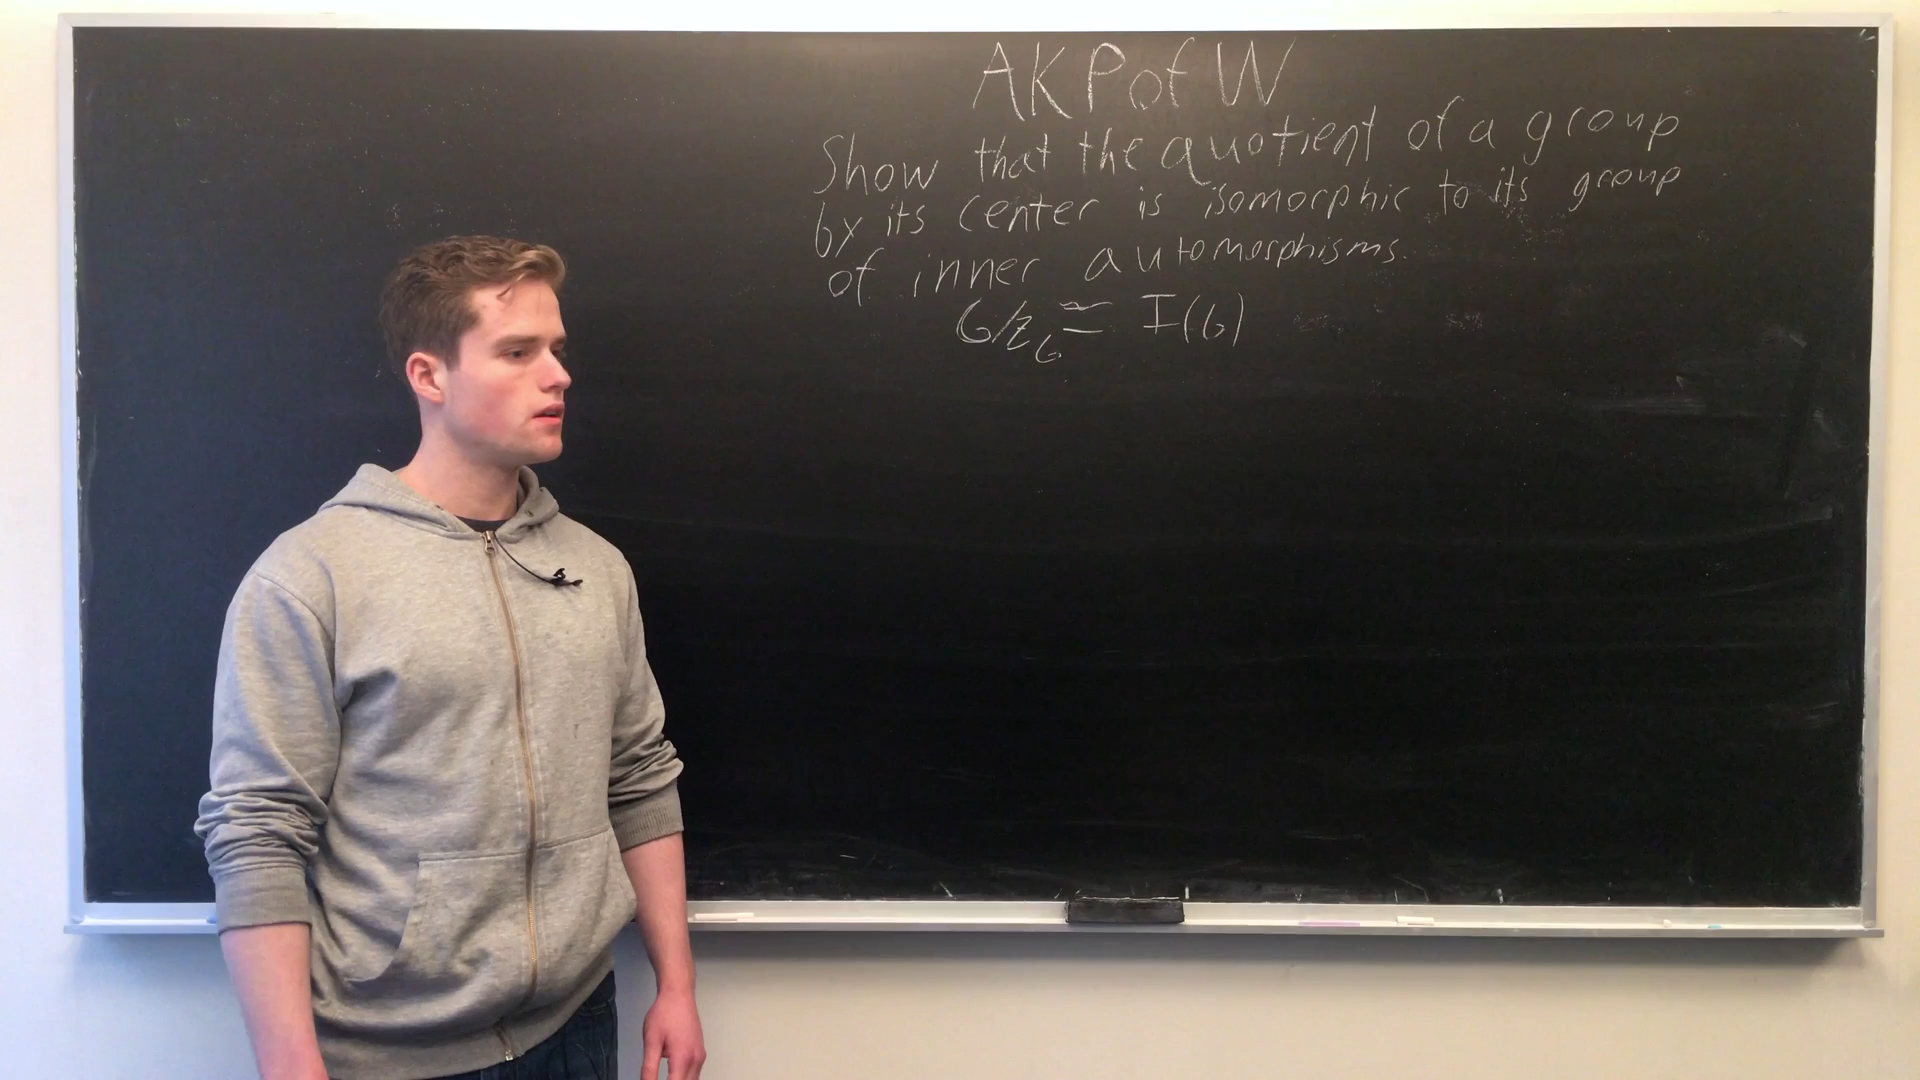 AKP of W
Show that the quotient of a group
by its center is isomorphic to its group
of inner automorphisms.
G/Z_G ≅ I(G)